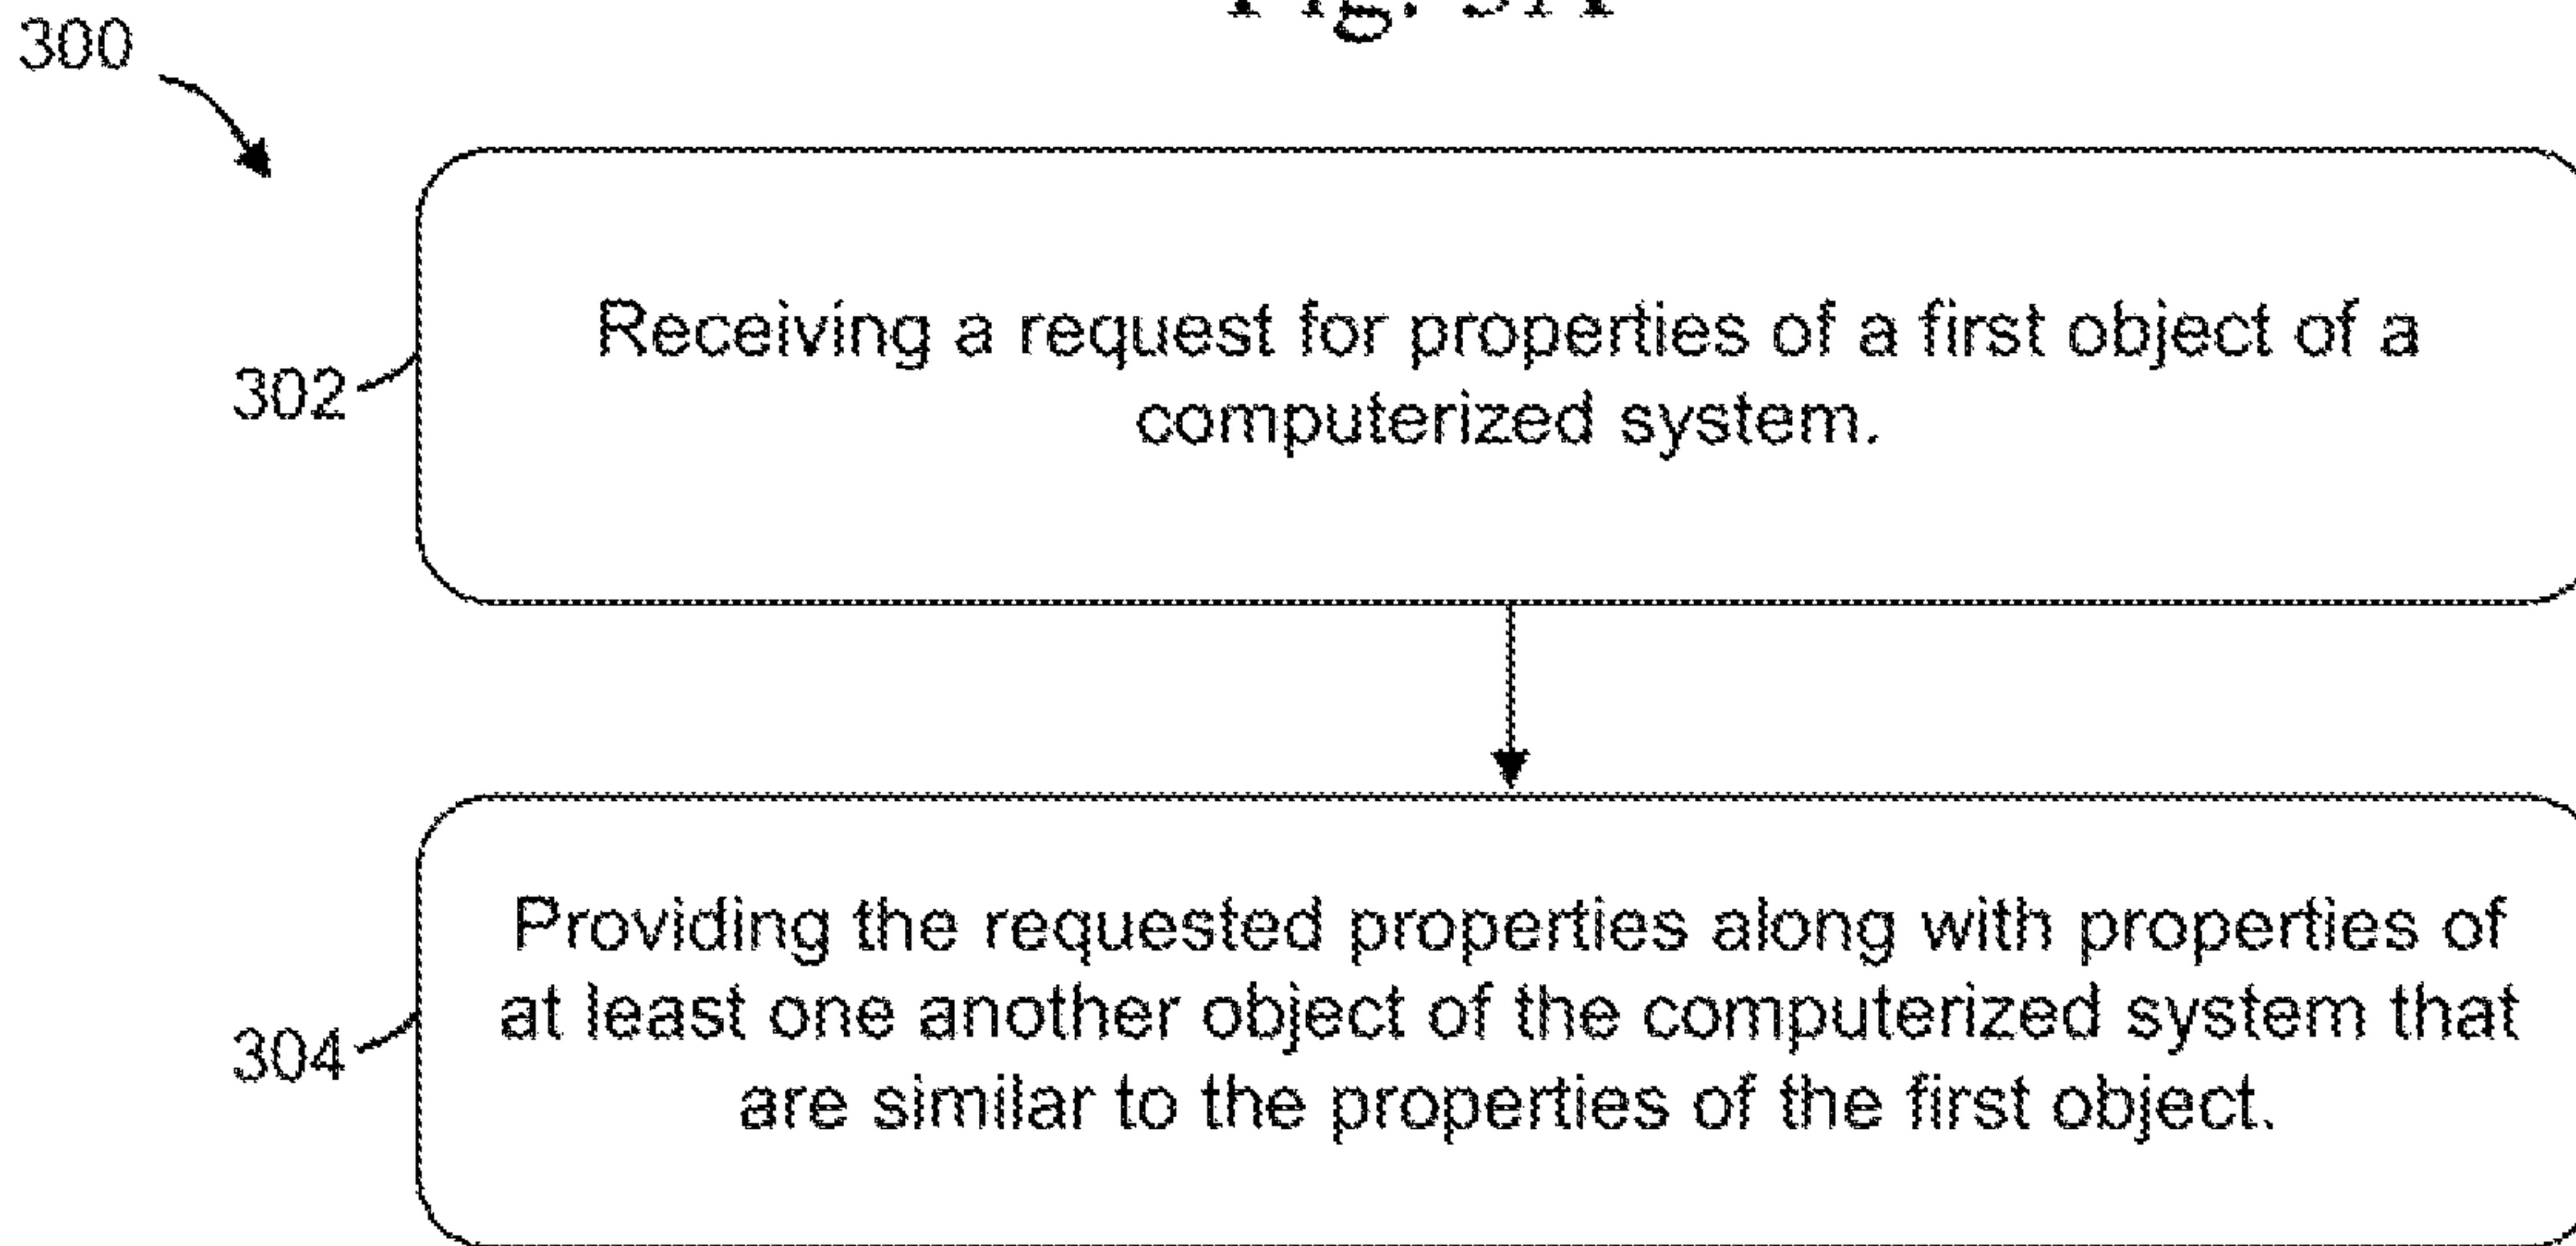 300
302
Receiving a request for properties of a first object of a
computerized system.
304
Providing the requested properties along with properties of
at least one another object of the computerized system that
are similar to the properties of the first object.